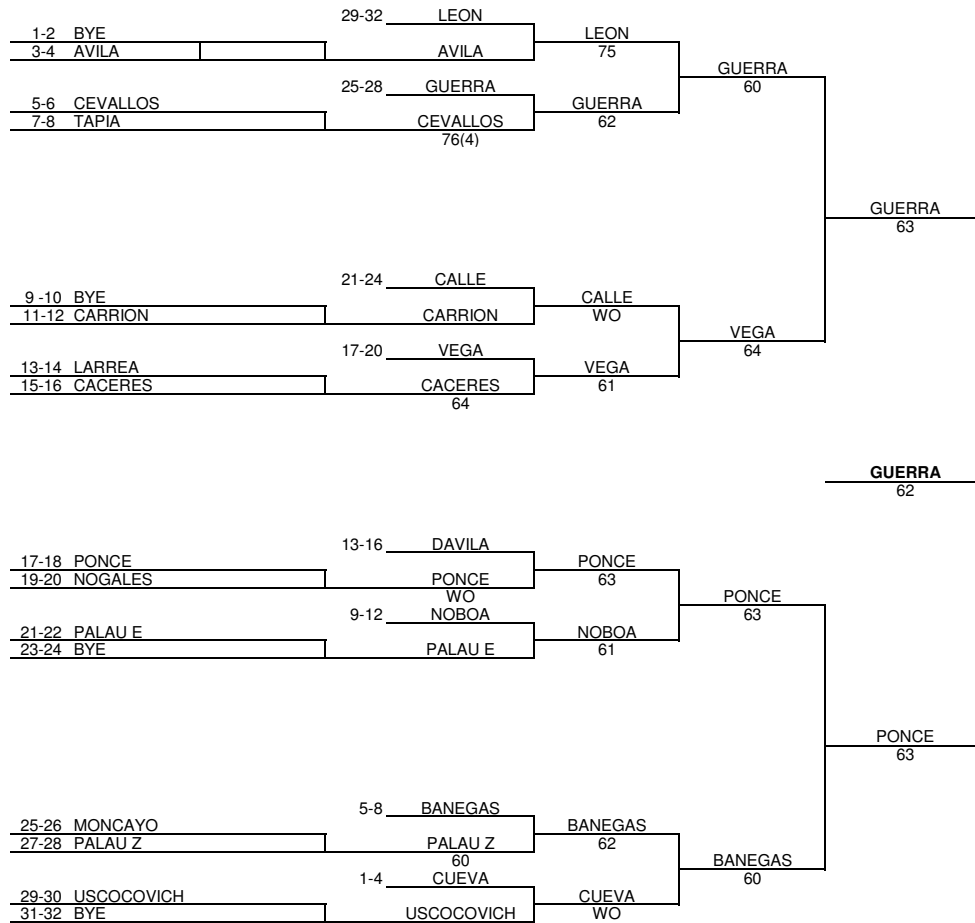 29-32 LEON
1-2 BYE LEON
3-4 AVILA AVILA 75
GUERRA
25-28 GUERRA 60
5-6 CEVALLOS GUERRA
7-8 TAPIA CEVALLOS 62
76(4)
GUERRA
63
21-24 CALLE
9 -10 BYE CALLE
11-12 CARRION CARRION WO
VEGA
17-20 VEGA 64
13-14 LARREA VEGA
15-16 CACERES CACERES 61
64
GUERRA
62
13-16 DAVILA
17-18 PONCE PONCE
19-20 NOGALES PONCE 63
WO PONCE
9-12 NOBOA 63
21-22 PALAU E NOBOA
23-24 BYE PALAU E 61
PONCE
63
5-8 BANEGAS
25-26 MONCAYO BANEGAS
27-28 PALAU Z PALAU Z 62
60 BANEGAS
1-4 CUEVA 60
29-30 USCOCOVICH CUEVA
31-32 BYE USCOCOVICH WO